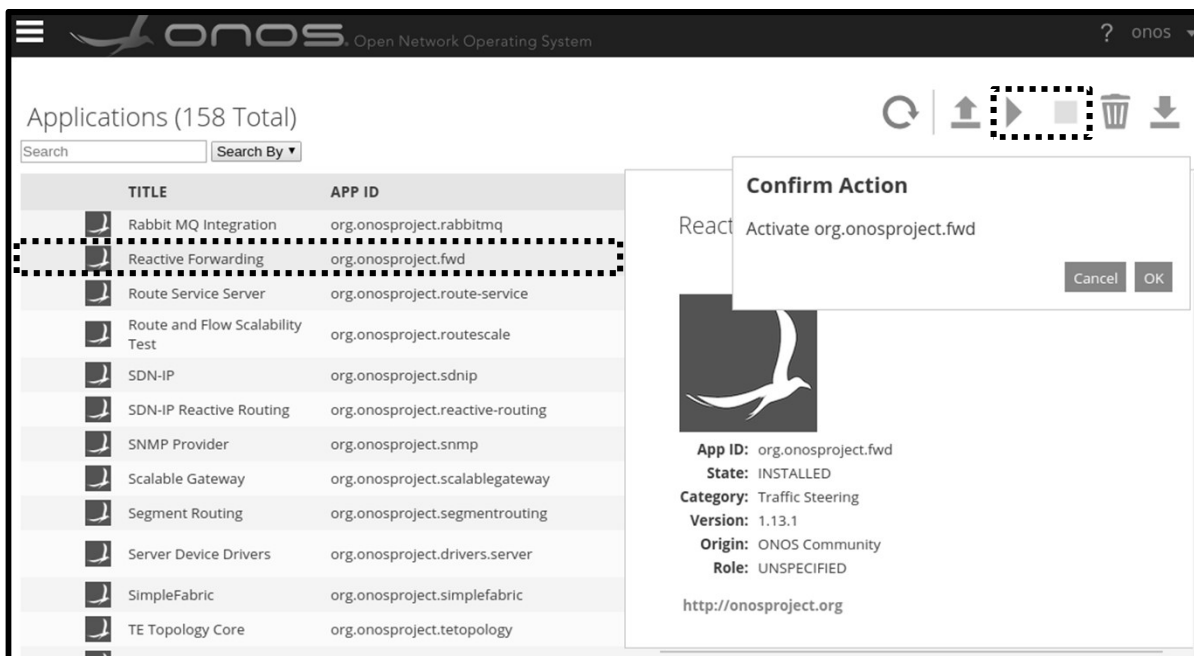 onos. Open Network Operating System
? onos
Applications (158 Total)
Search
Search By
TITLE APP ID
Rabbit MQ Integration org.onosproject.rabbitmq
Reactive Forwarding org.onosproject.fwd
Route Service Server org.onosproject.route-service
Route and Flow Scalability
Test
org.onosproject.routescale
SDN-IP org.onosproject.sdnip
SDN-IP Reactive Routing org.onosproject.reactive-routing
SNMP Provider org.onosproject.snmp
Scalable Gateway org.onosproject.scalablegateway
Segment Routing org.onosproject.segmentrouting
Server Device Drivers org.onosproject.drivers.server
SimpleFabric org.onosproject.simplefabric
TE Topology Core org.onosproject.tetopology
Confirm Action
React
Activate org.onosproject.fwd
Cancel OK
App ID: org.onosproject.fwd
State: INSTALLED
Category: Traffic Steering
Version: 1.13.1
Origin: ONOS Community
Role: UNSPECIFIED
http://onosproject.org